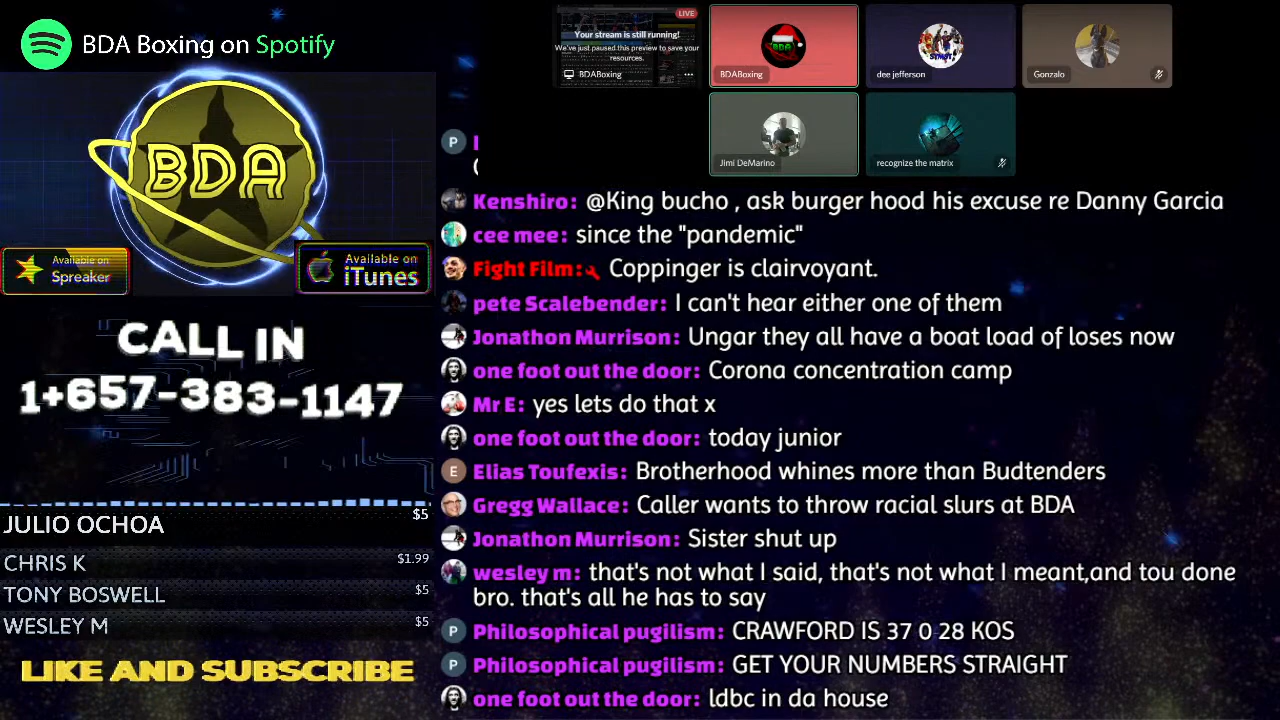 BDA Boxing on Spotify
BDA
Available on
Spreaker
Available on
iTunes
CALL IN
1+657-383-1147
JULIO OCHOA $5
CHRIS K $1.99
TONY BOSWELL $5
WESLEY M $5
LIKE AND SUBSCRIBE
LIVE
Your stream is still running!
We've just paused this preview to save your
resources.
BDABoxing
BDABoxing
dee jefferson
Gonzalo
Jimi DeMarino
recognize the matrix
P
Kenshiro: @King bucho , ask burger hood his excuse re Danny Garcia
cee mee: since the "pandemic"
Fight Film: Coppinger is clairvoyant.
pete Scalebender: I can't hear either one of them
Jonathon Murrison: Ungar they all have a boat load of loses now
one foot out the door: Corona concentration camp
Mr E: yes lets do that x
one foot out the door: today junior
E Elias Toufexis: Brotherhood whines more than Budtenders
Gregg Wallace: Caller wants to throw racial slurs at BDA
Jonathon Murrison: Sister shut up
wesley m: that's not what I said, that's not what I meant,and tou done
bro. that's all he has to say
P Philosophical pugilism: CRAWFORD IS 37 0 28 KOS
P Philosophical pugilism: GET YOUR NUMBERS STRAIGHT
one foot out the door: ldbc in da house